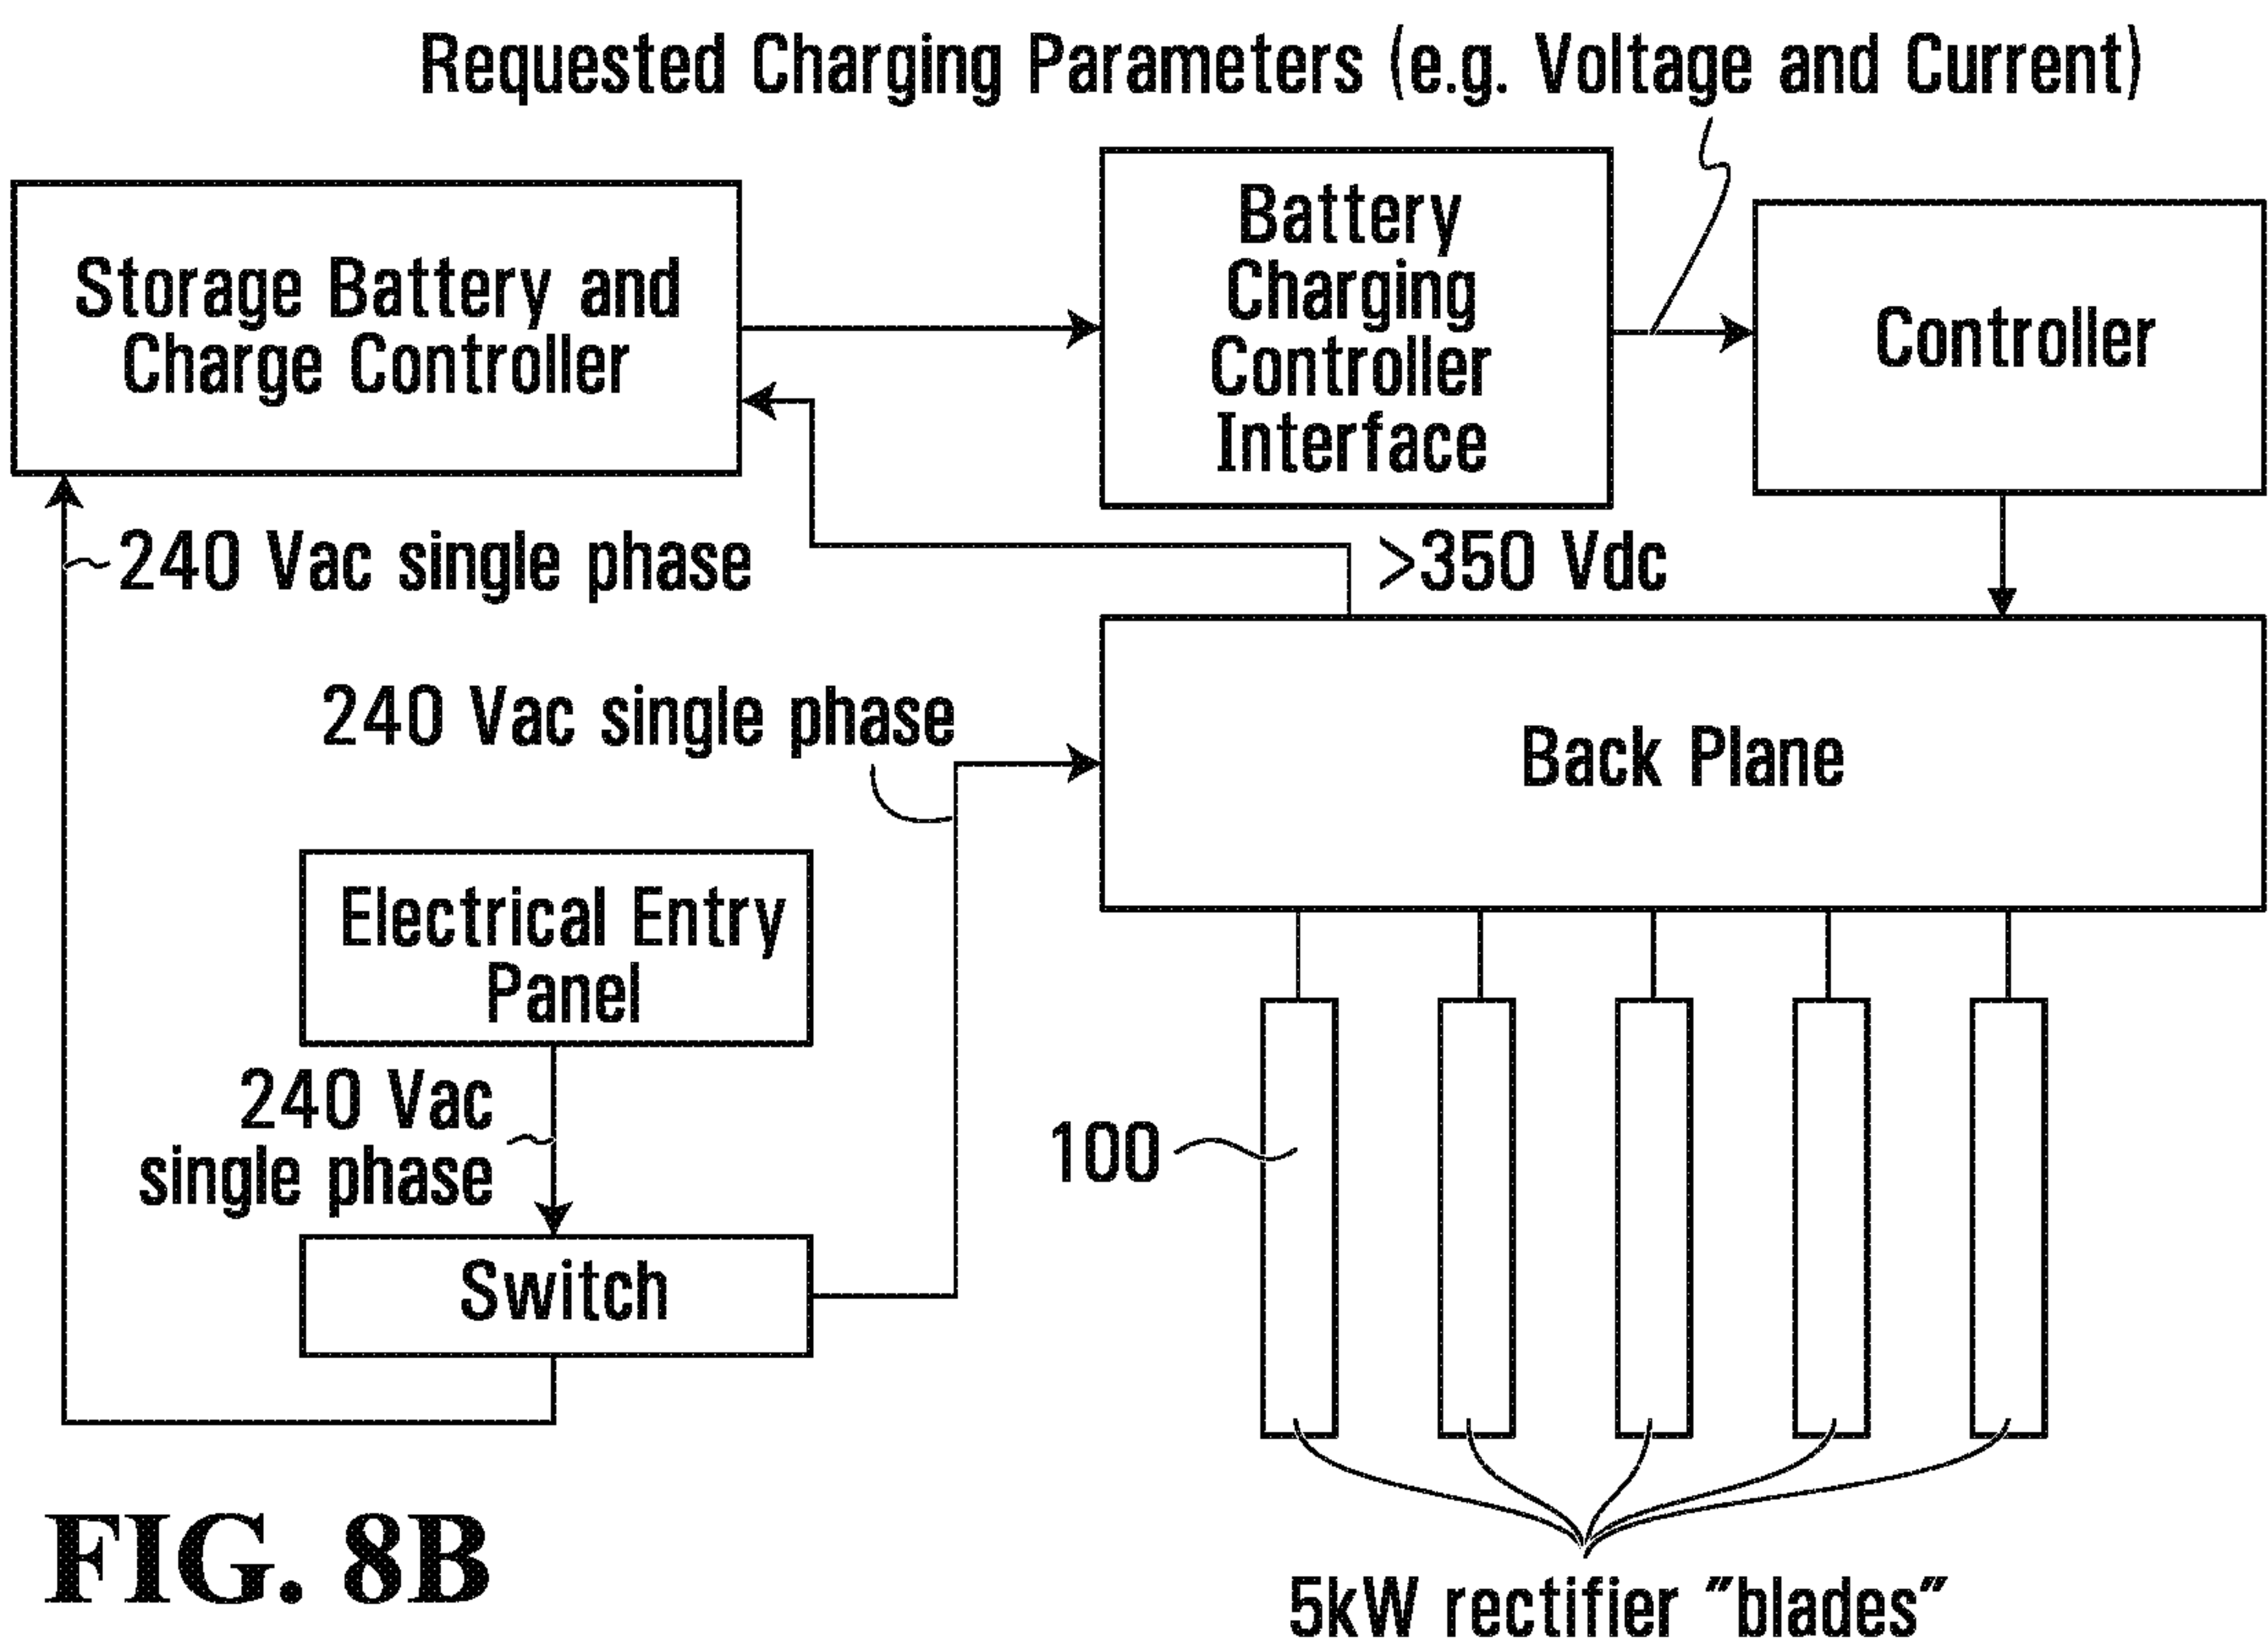 Requested Charging Parameters (e.g. Voltage and Current)
Storage Battery and
Charge Controller
Battery
Charging
Controller
Interface
Controller
240 Vac single phase
>350 Vdc
240 Vac single phase
Back Plane
Electrical Entry
Panel
240 Vac
single phase
100
Switch
FIG. 8B
5kW rectifier "blades"